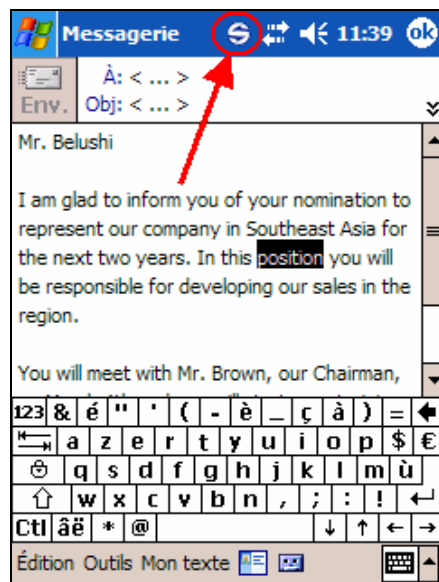 Messagerie S 11:39 ok
À: < ... >
Env. Obj: < ... >
Mr. Belushi
I am glad to inform you of your nomination to
represent our company in Southeast Asia for
the next two years. In this position you will
be responsible for developing our sales in the
region.
You will meet with Mr. Brown, our Chairman,
123 & é " ' ( - è _ ç à ) =
a z e r t y u i o p $ €
q s d f g h j k l m ù
w x c v b n , ; : !
Ctl âë * @
Édition Outils Mon texte